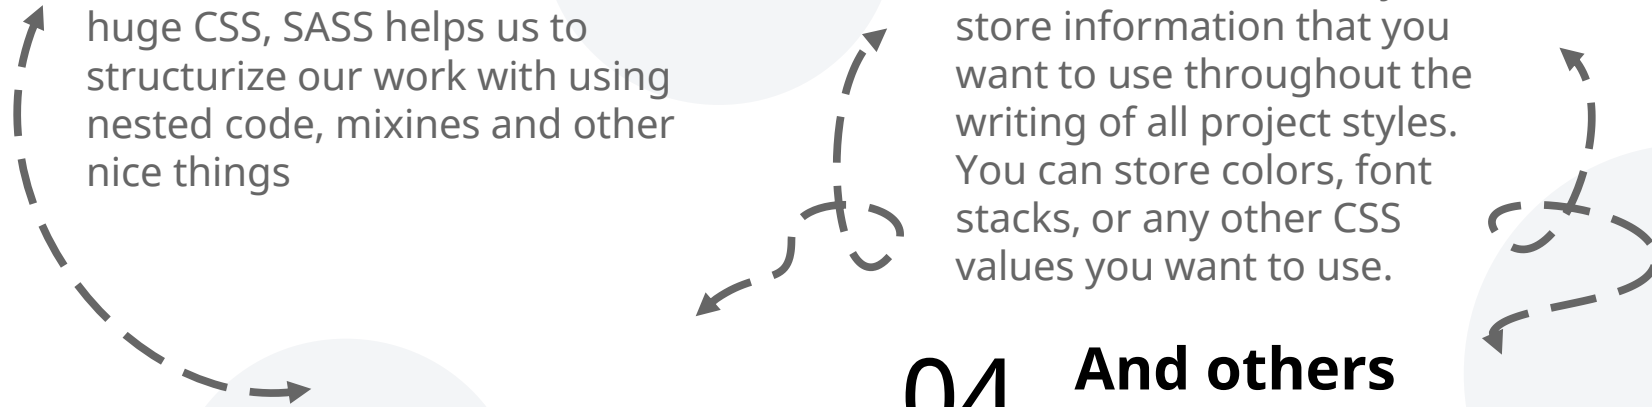 huge CSS, SASS helps us to
structurize our work with using
nested code, mixines and other
nice things
store information that you
want to use throughout the
writing of all project styles.
You can store colors, font
stacks, or any other CSS
values you want to use.
04
And others